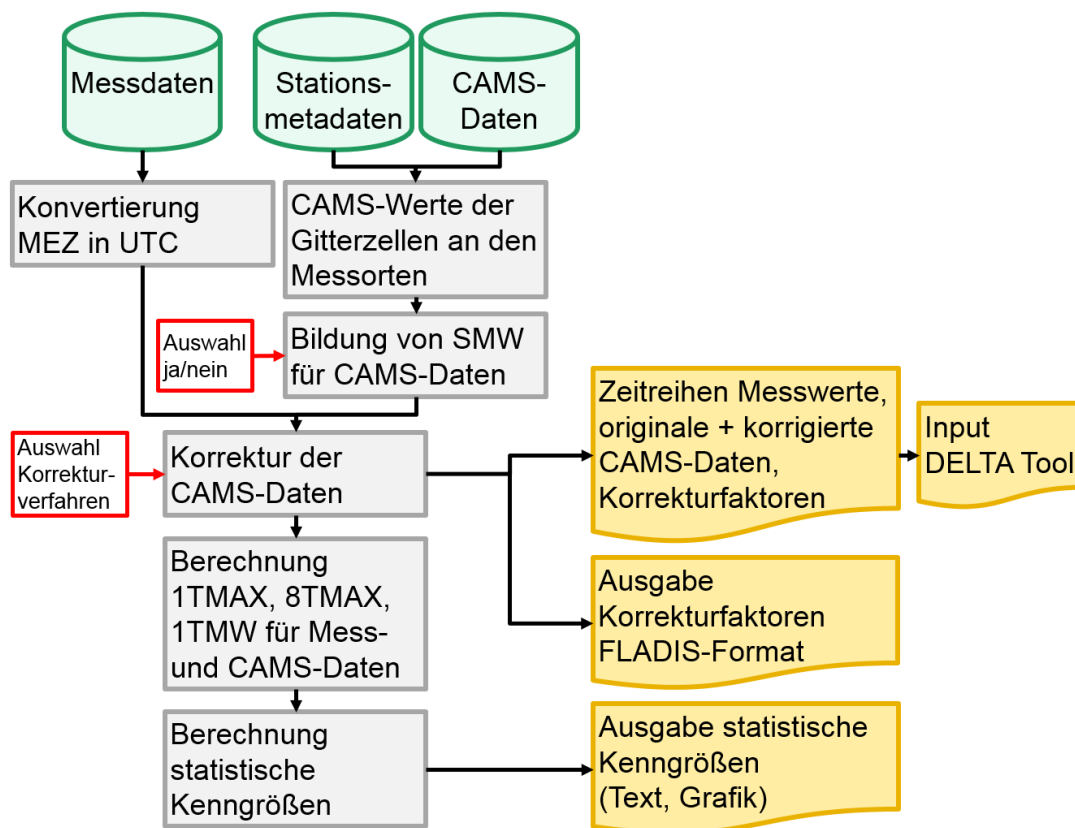 Messdaten
Stations-
metadaten
CAMS-
Daten
Konvertierung
MEZ in UTC
CAMS-Werte der
Gitterzellen an den
Messorten
Auswahl
ja/nein
Bildung von SMW
für CAMS-Daten
Auswahl
Korrektur-
verfahren
Korrektur der
CAMS-Daten
Zeitreihen Messwerte,
originale + korrigierte
CAMS-Daten,
Korrekturfaktoren
Input
DELTA Tool
Berechnung
1TMAX, 8TMAX,
1TMW für Mess-
und CAMS-Daten
Ausgabe
Korrekturfaktoren
FLADIS-Format
Berechnung
statistische
Kenngrößen
Ausgabe statistische
Kenngrößen
(Text, Grafik)